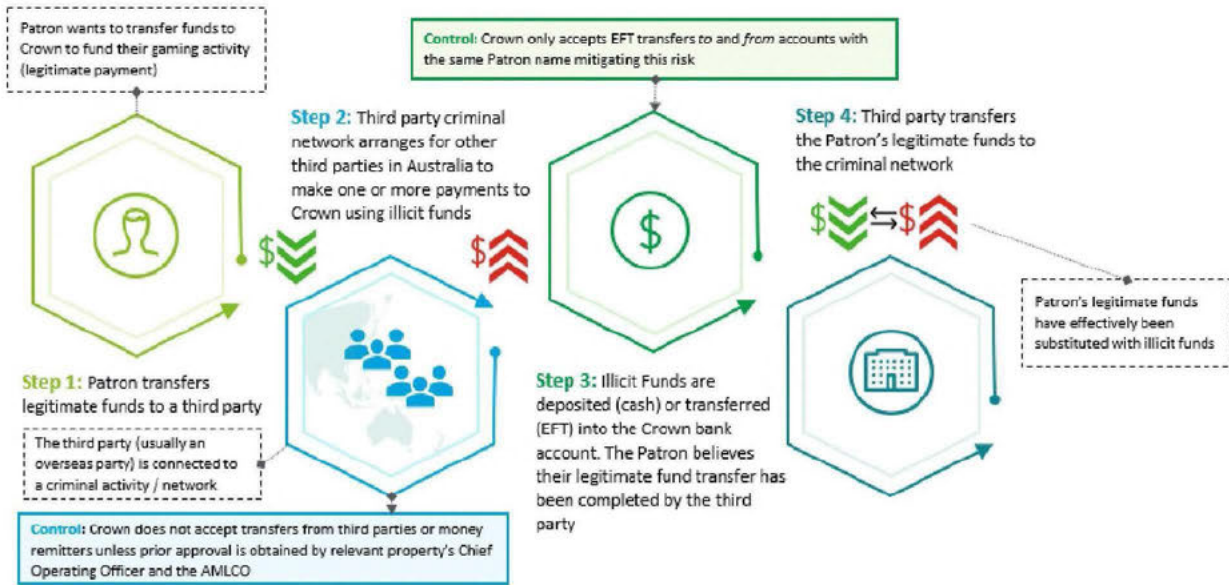 Patron wants to transfer funds to
Crown to fund their gaming activity
(legitimate payment)
Control: Crown only accepts EFT transfers to and from accounts with
the same Patron name mitigating this risk
Step 2: Third party criminal
network arranges for other
third parties in Australia to
make one or more payments to
Crown using illicit funds
Step 4: Third party transfers
the Patron's legitimate funds to
the criminal network
$
$
$
$
$
Patron's legitimate funds
have effectively been
substituted with illicit funds
Step 1: Patron transfers
legitimate funds to a third party
The third party (usually an
overseas party) is connected to
a criminal activity / network
Step 3: Illicit Funds are
deposited (cash) or transferred
(EFT) into the Crown bank
account. The Patron believes
their legitimate fund transfer has
been completed by the third
party
Control: Crown does not accept transfers from third parties or money
remitters unless prior approval is obtained by relevant property's Chief
Operating Officer and the AMLCO